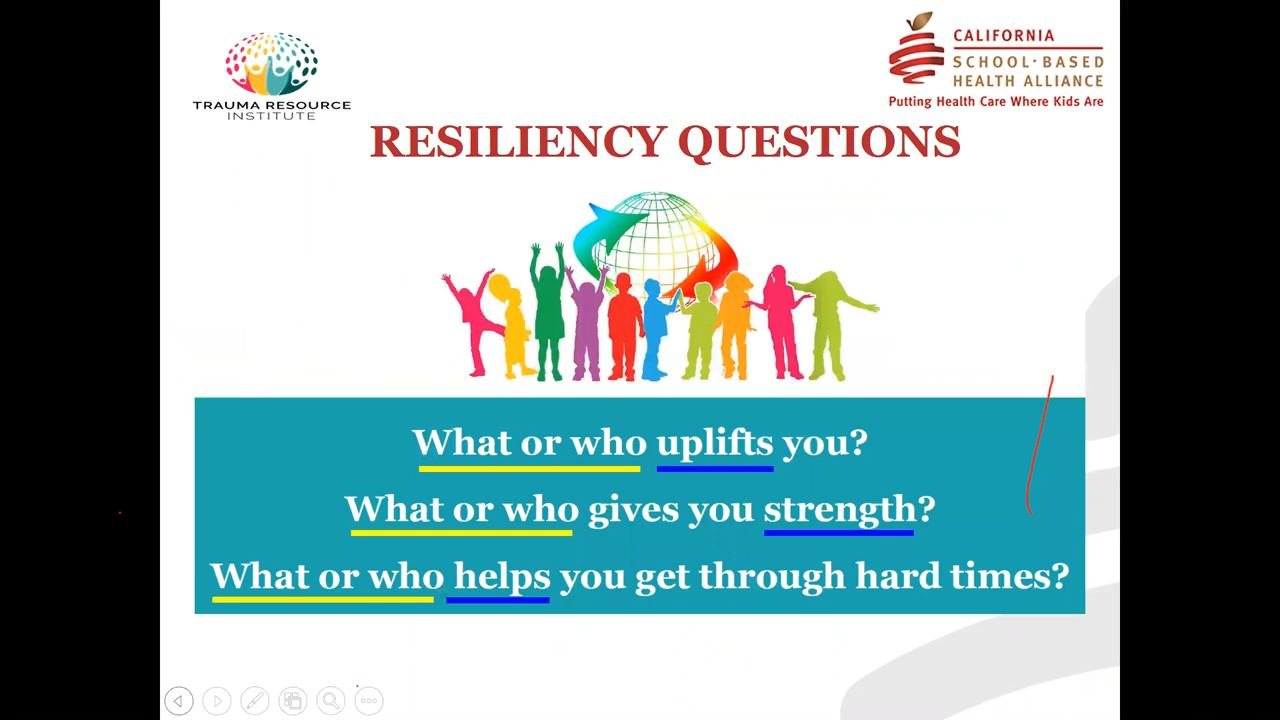 TRAUMA RESOURCE
INSTITUTE
CALIFORNIA
SCHOOL·BASED
HEALTH ALLIANCE
Putting Health Care Where Kids Are
RESILIENCY QUESTIONS
What or who uplifts you?
What or who gives you strength?
What or who helps you get through hard times?